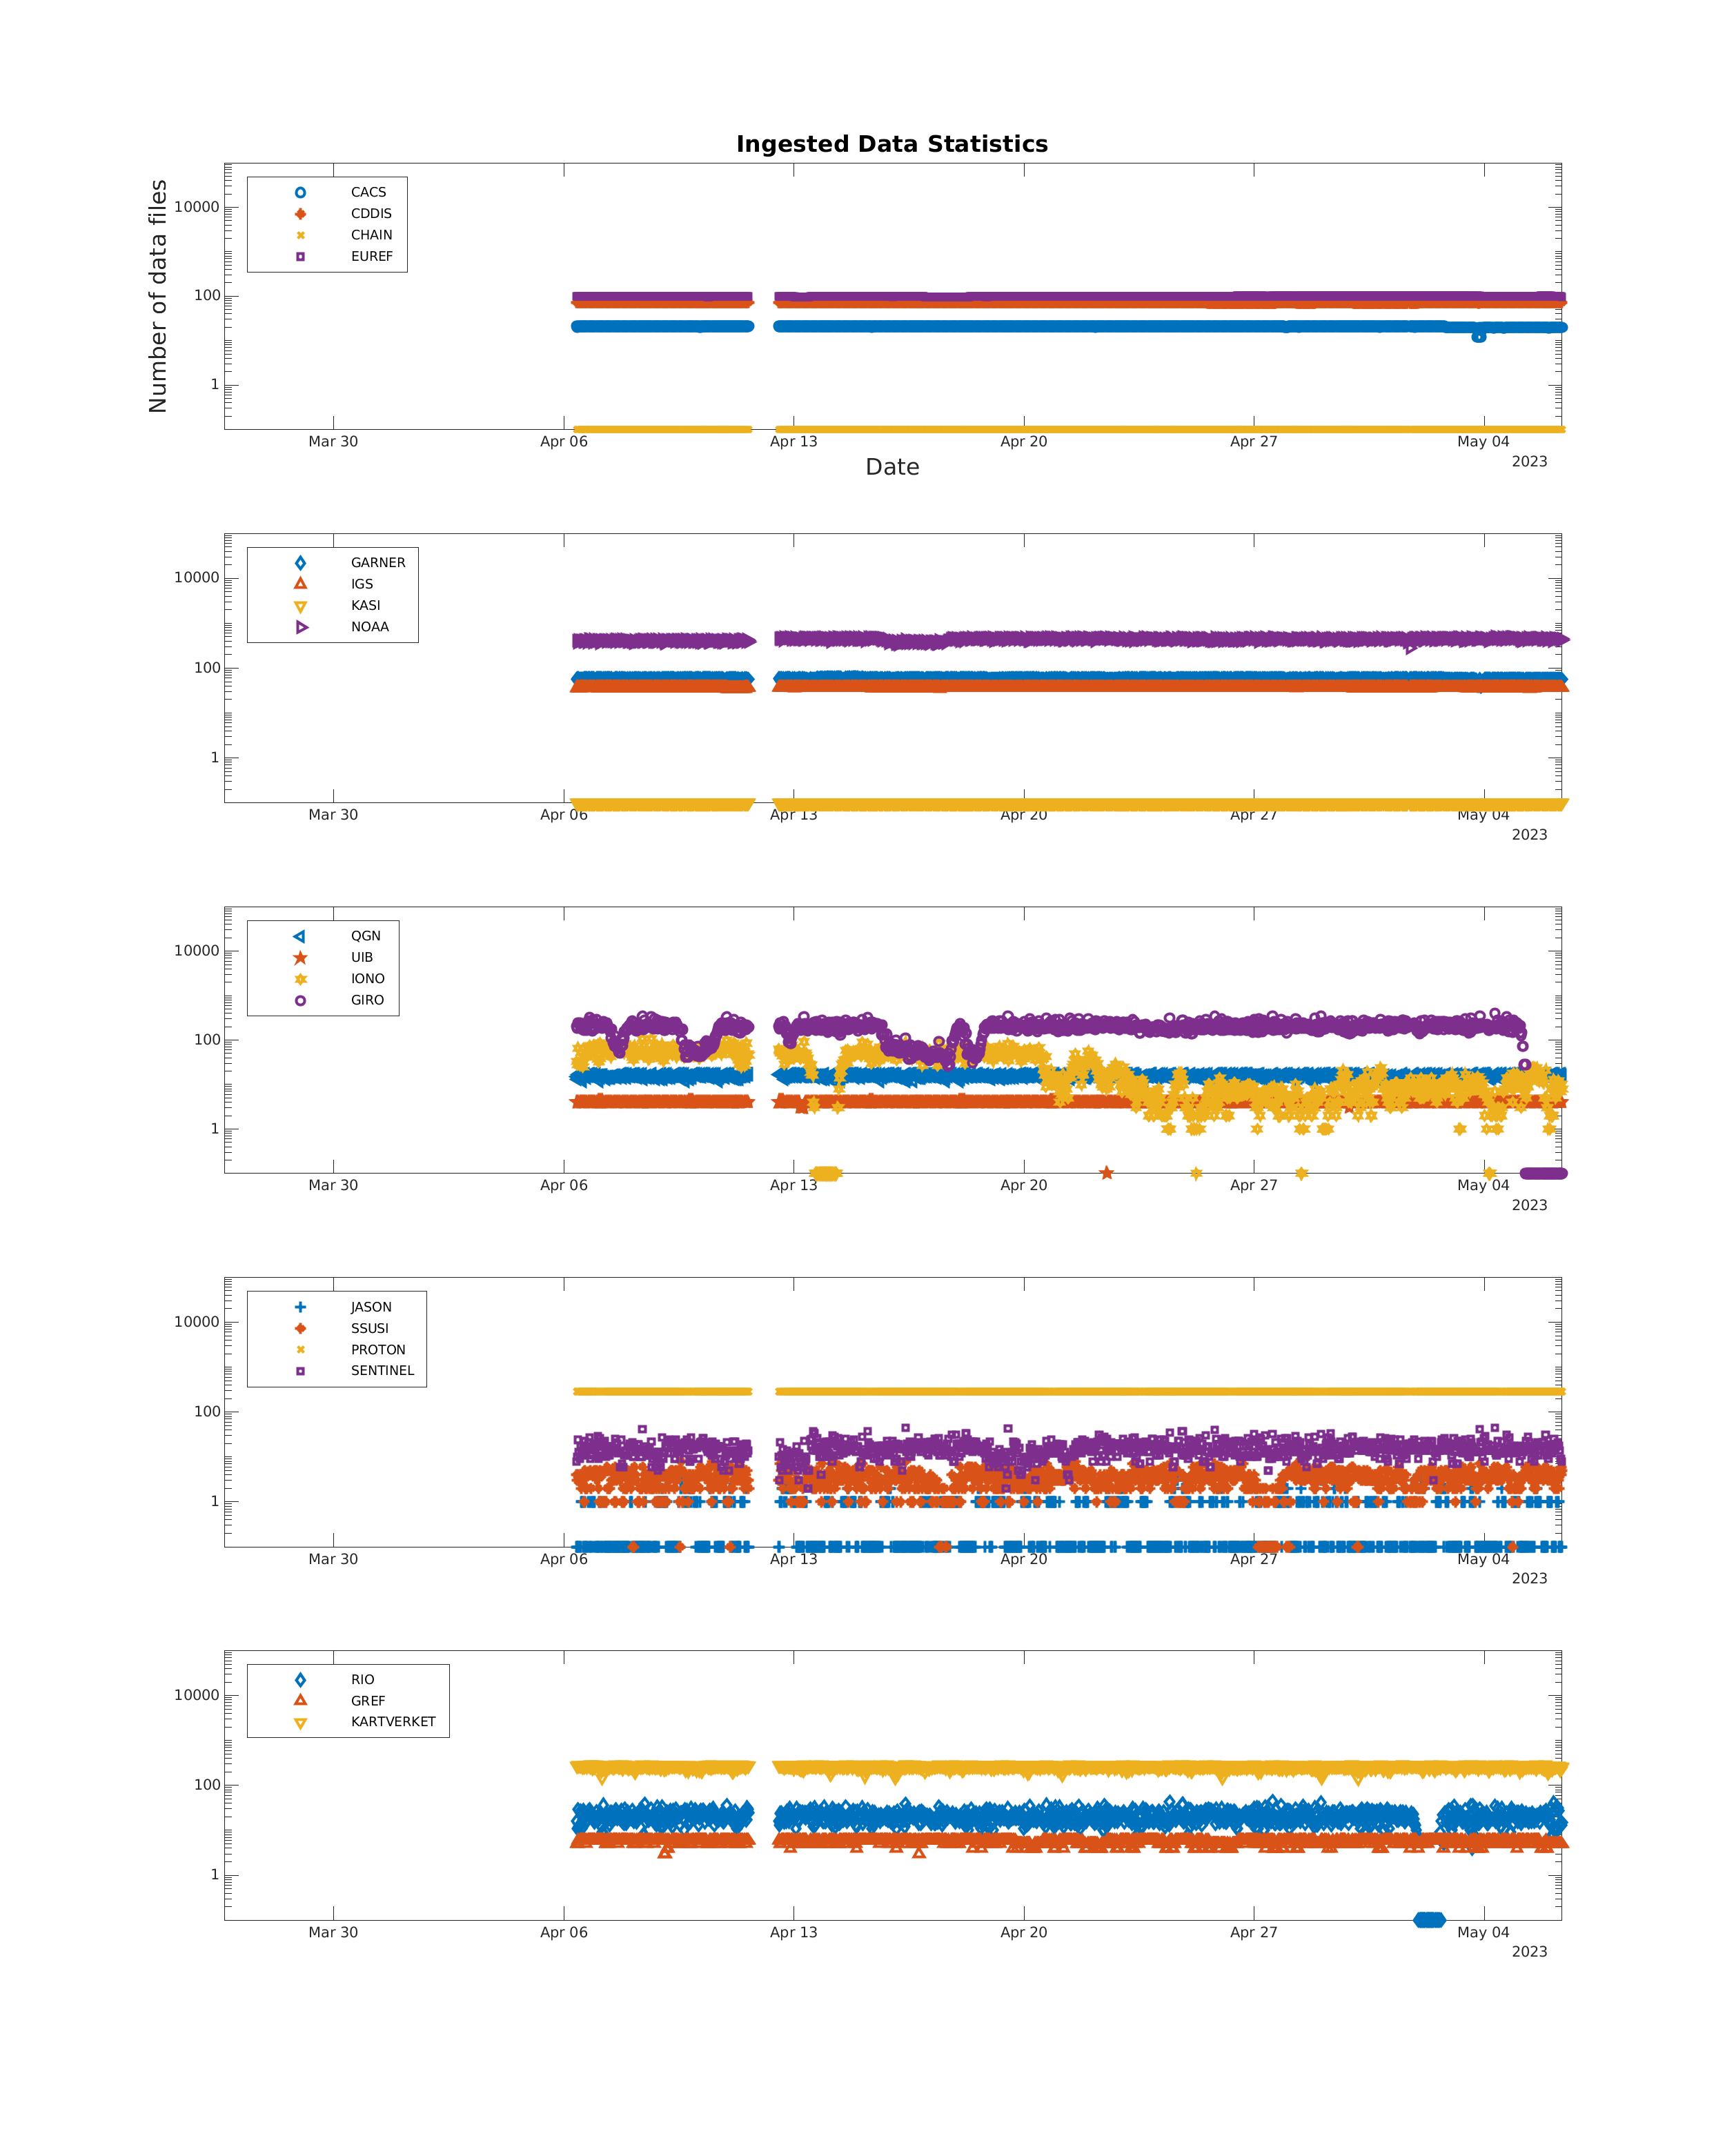 Ingested Data Statistics
Number of data files
CACS
CDDIS
CHAIN
EUREF
10000
100
1
Mar 30 Apr 06 Apr 13 Apr 20 Apr 27 May 04
2023
Date
GARNER
IGS
KASI
NOAA
10000
100
1
Mar 30 Apr 06 Apr 13 Apr 20 Apr 27 May 04
2023
QGN
UIB
IONO
GIRO
10000
100
1
Mar 30 Apr 06 Apr 13 Apr 20 Apr 27 May 04
2023
JASON
SSUSI
PROTON
SENTINEL
10000
100
1
Mar 30 Apr 06 Apr 13 Apr 20 Apr 27 May 04
2023
RIO
GREF
KARTVERKET
10000
100
1
Mar 30 Apr 06 Apr 13 Apr 20 Apr 27 May 04
2023